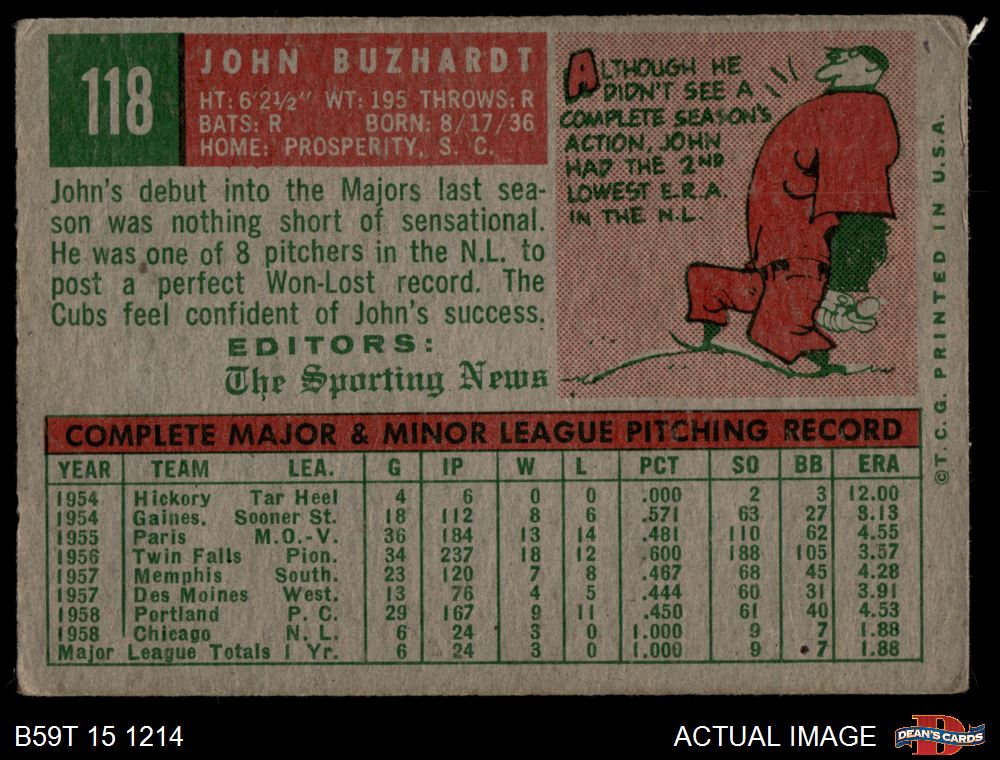 118
JOHN BUZHARDT
HT: 6'2½" WT: 195 THROWS: R
BATS: R BORN: 8/17/36
HOME: PROSPERITY, S. C.
John's debut into the Majors last sea-
son was nothing short of sensational.
He was one of 8 pitchers in the N.L. to
post a perfect Won-Lost record. The
Cubs feel confident of John's success.
EDITORS:
The Sporting News
ALTHOUGH HE
DIDN'T SEE A
COMPLETE SEASON'S
ACTION, JOHN
HAD THE 2ND
LOWEST E.R.A.
IN THE N.L.
©T.C.G. PRINTED IN U.S.A.
COMPLETE MAJOR & MINOR LEAGUE PITCHING RECORD
YEAR TEAM LEA. G IP W L PCT SO BB ERA
1954 Hickory Tar Heel 4 6 0 0 .000 2 3 12.00
1954 Gaines. Sooner St. 18 112 8 6 .571 63 27 3.13
1955 Paris M.O.-V. 36 184 13 14 .481 110 62 4.55
1956 Twin Falls Pion. 34 237 18 12 .600 188 105 3.57
1957 Memphis South. 23 120 7 8 .467 68 45 4.28
1957 Des Moines West. 13 76 4 5 .444 60 31 3.91
1958 Portland P. C. 29 167 9 11 .450 61 40 4.53
1958 Chicago N. L. 6 24 3 0 1.000 9 7 1.88
Major League Totals 1 Yr. 6 24 3 0 1.000 9 7 1.88
B59T 15 1214
ACTUAL IMAGE
DEAN'S CARDS